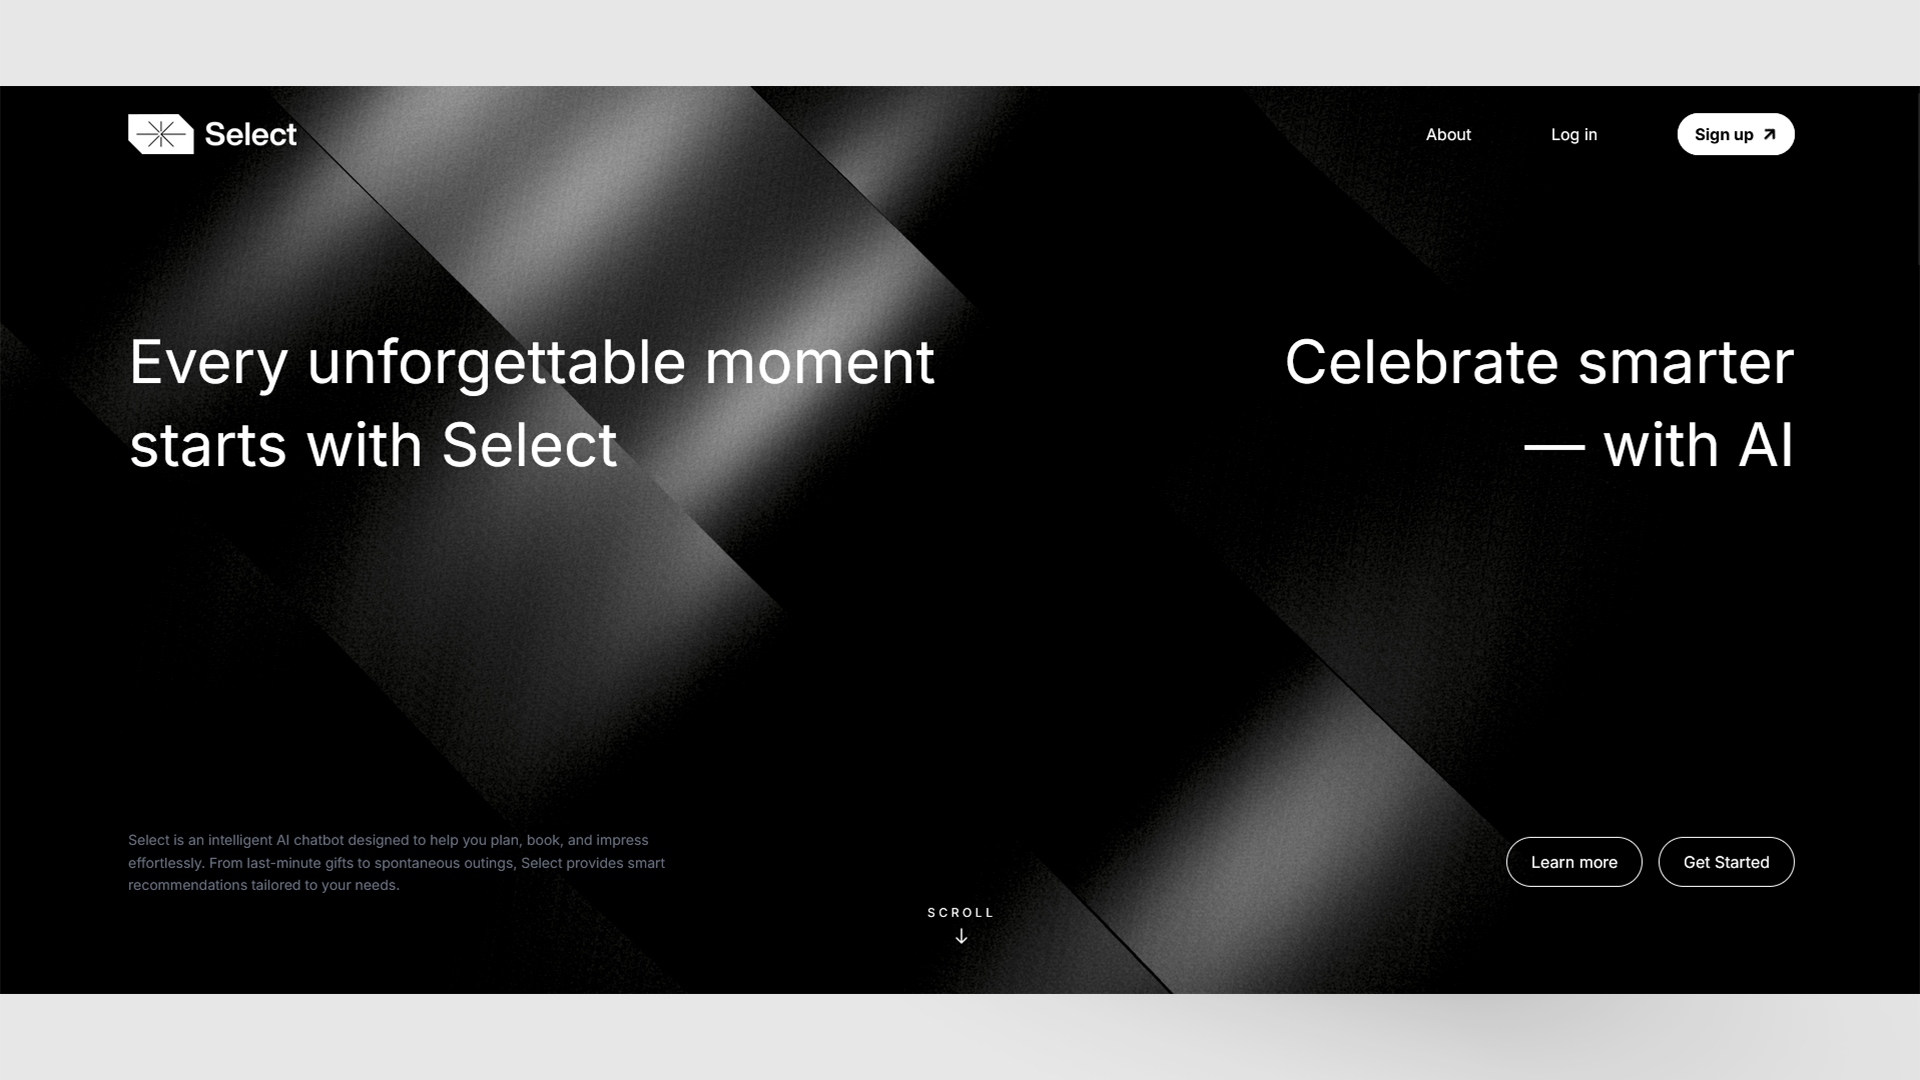 Select
About
Log in
Sign up
Every unforgettable moment
starts with Select
Celebrate smarter
— with AI
Select is an intelligent AI chatbot designed to help you plan, book, and impress
effortlessly. From last-minute gifts to spontaneous outings, Select provides smart
recommendations tailored to your needs.
SCROLL
Learn more
Get Started